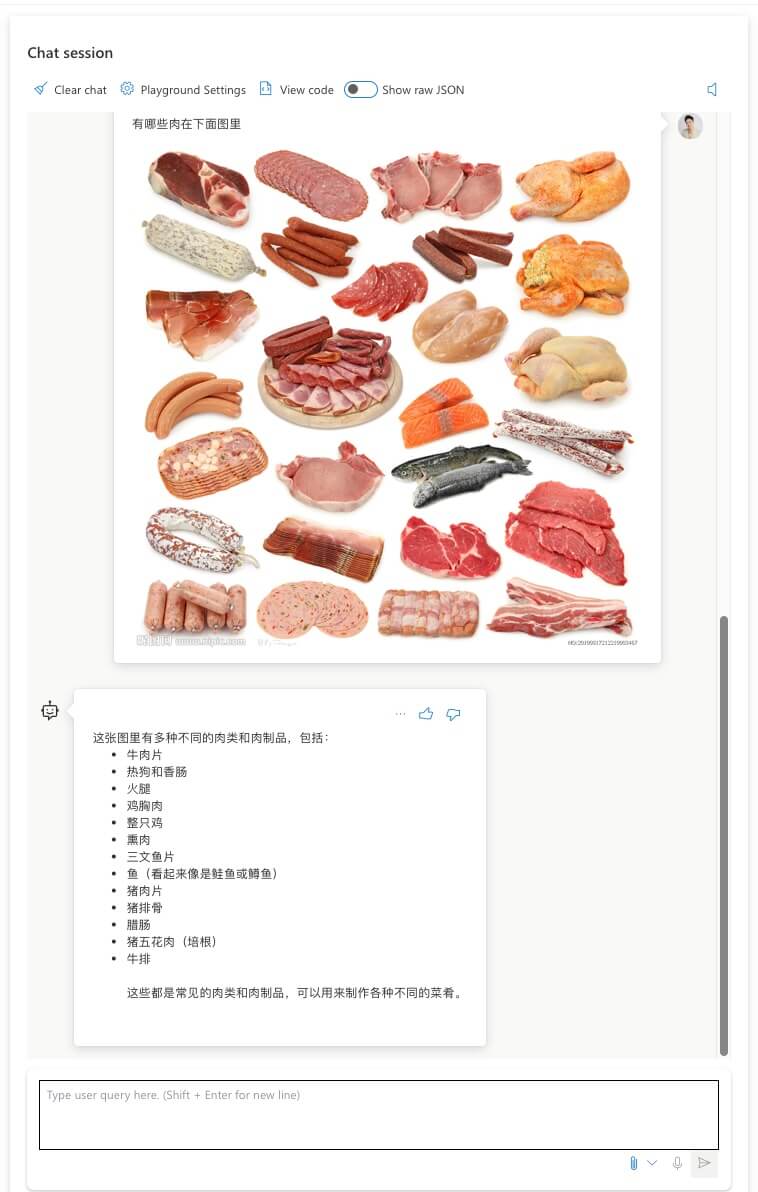 Chat session
Clear chat
Playground Settings
View code
Show raw JSON
有哪些肉在下面图里
昵图网 www.nipic.com
NO:20190917212219953487
这张图里有多种不同的肉类和肉制品，包括：
牛肉片
热狗和香肠
火腿
鸡胸肉
整只鸡
熏肉
三文鱼片
鱼（看起来像是鲑鱼或鳟鱼）
猪肉片
猪排骨
腊肠
猪五花肉（培根）
牛排
这些都是常见的肉类和肉制品，可以用来制作各种不同的菜肴。
Type user query here. (Shift + Enter for new line)